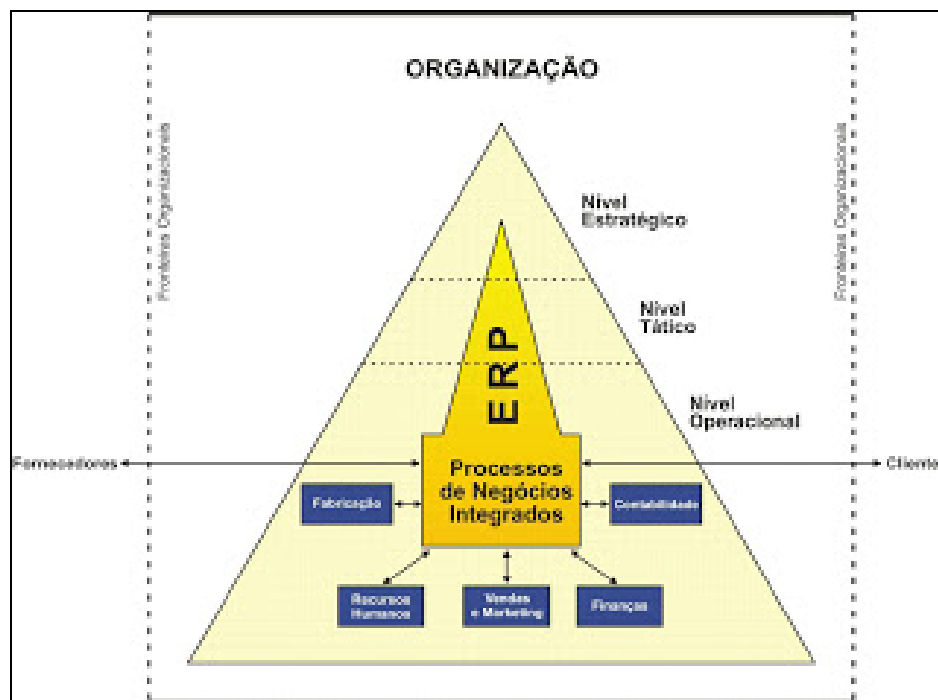 ORGANIZAÇÃO
Fronteiras Organizacionais
Fronteiras Organizacionais
Nível
Estratégico
Nível
Tático
Nível
Operacional
ERP
Fornecedores
Cliente
Processos
de Negócios
Integrados
Fabricação
Contabilidade
Recursos
Humanos
Vendas
e Marketing
Finanças